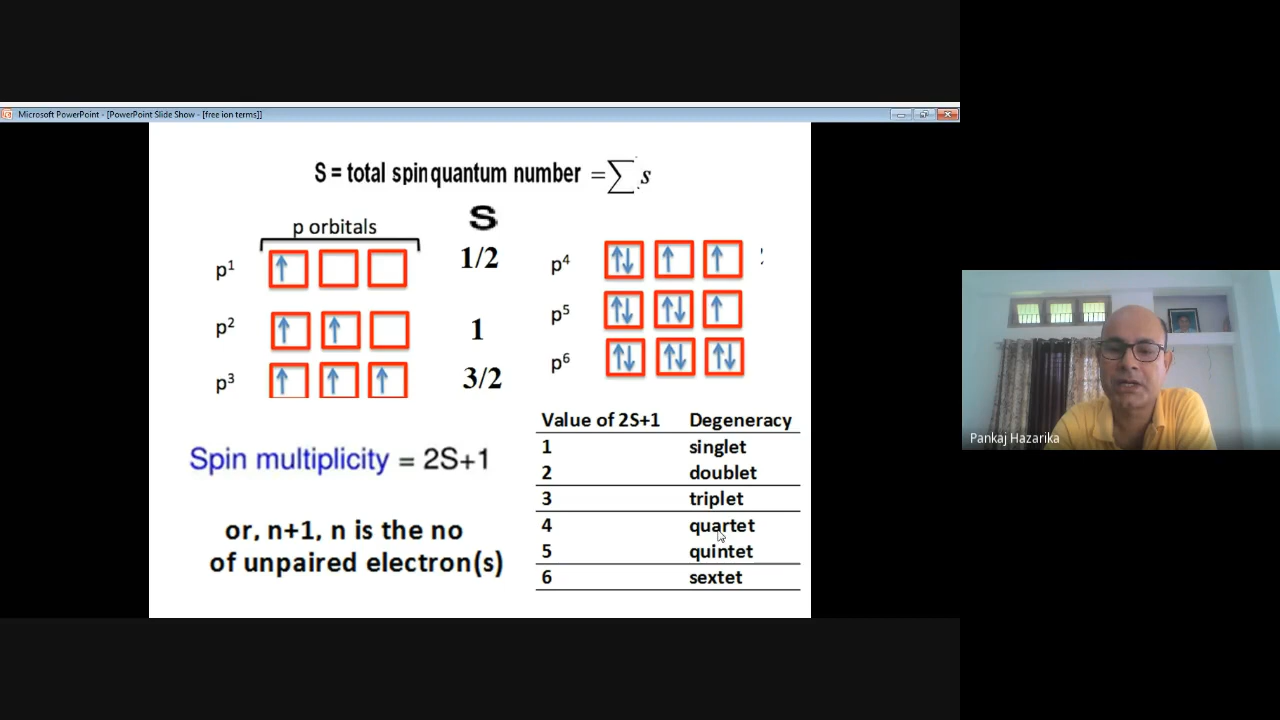 Microsoft PowerPoint - [PowerPoint Slide Show - [free ion terms]]
S = total spin quantum number = ∑ s
p orbitals
S
p¹ 1/2
p² 1
p³ 3/2
p⁴
p⁵
p⁶
Spin multiplicity = 2S+1
or, n+1, n is the no
of unpaired electron(s)
Value of 2S+1 Degeneracy
1 singlet
2 doublet
3 triplet
4 quartet
5 quintet
6 sextet
Pankaj Hazarika